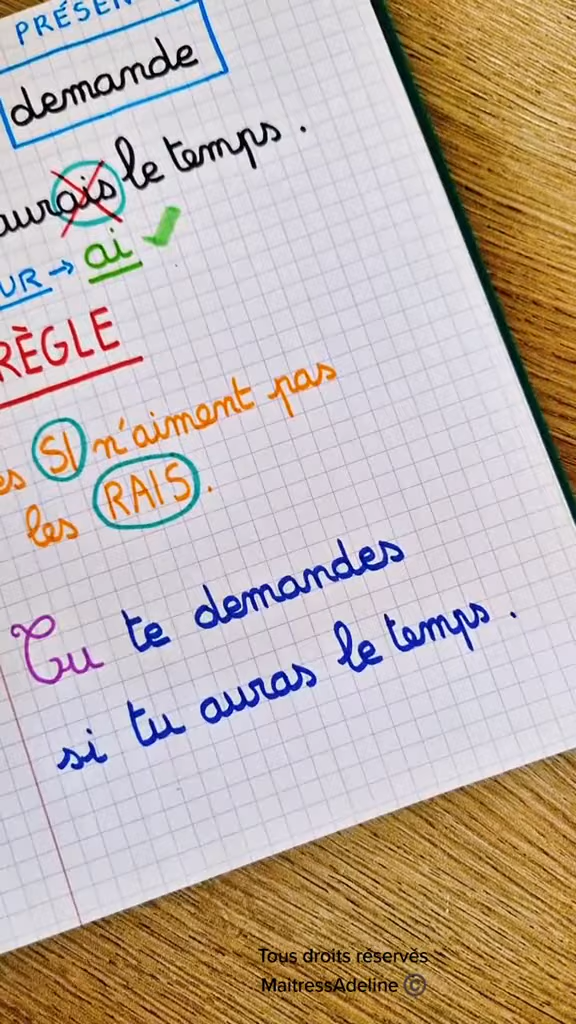 PRÉSEN
demande
aurais le temps.
UR → ai ✓
RÈGLE
es SI n'aiment pas
les RAIS.
Tu te demandes
si tu auras le temps.
Tous droits réservés
MaitressAdeline ©